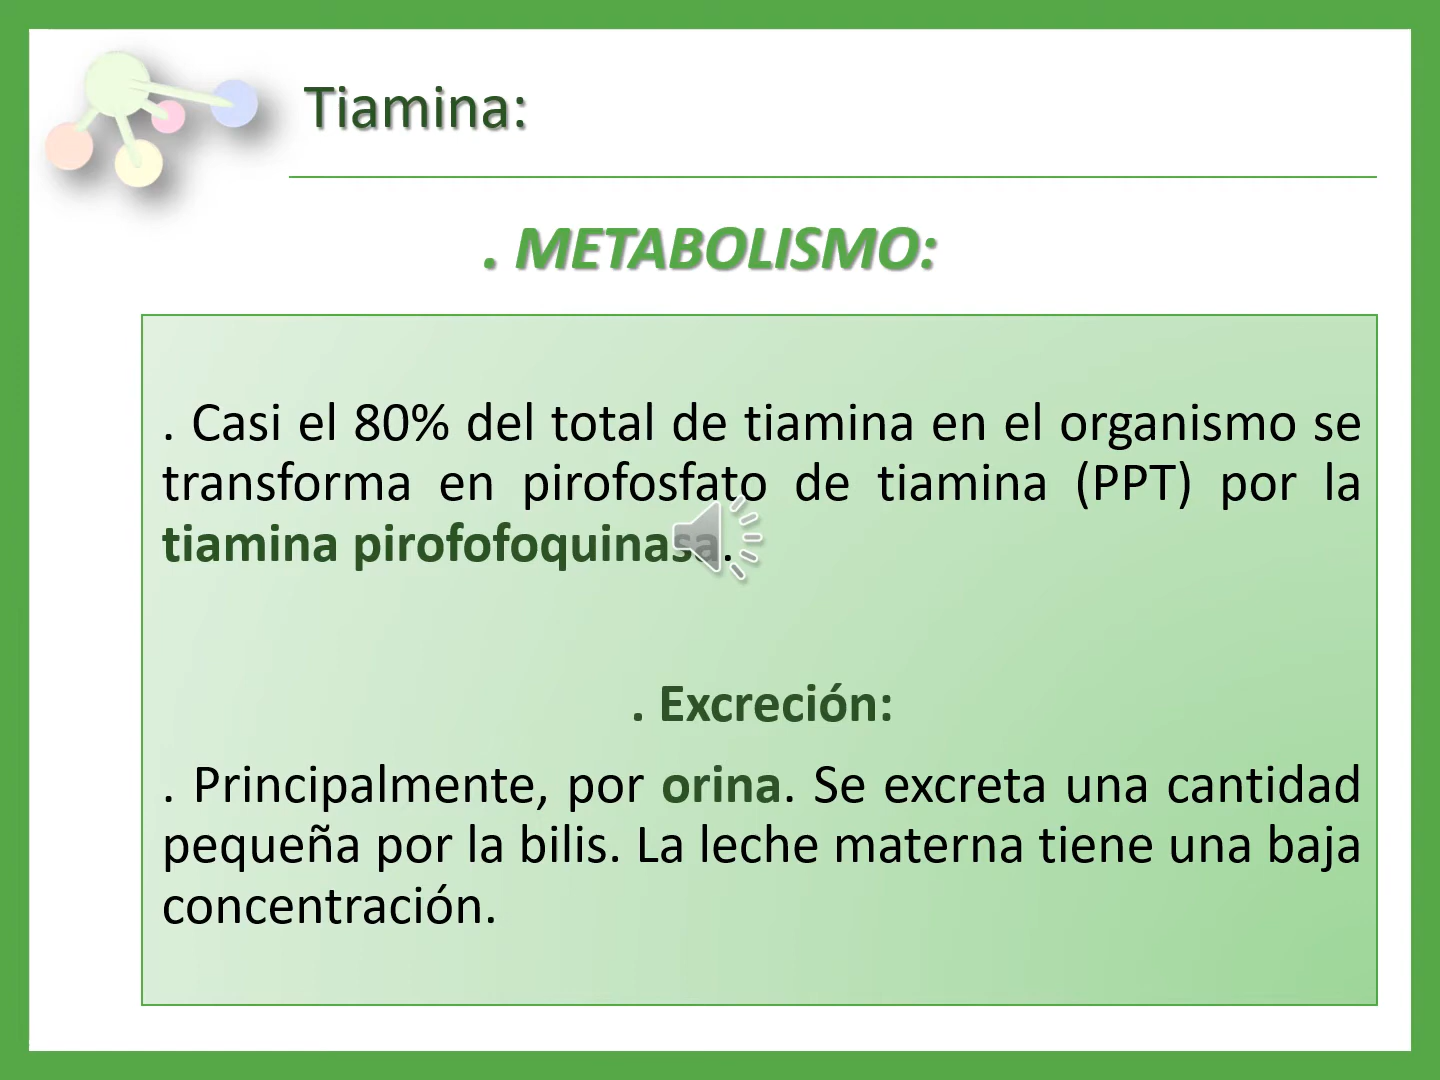 Tiamina:
. METABOLISMO:
. Casi el 80% del total de tiamina en el organismo se
transforma en pirofosfato de tiamina (PPT) por la
tiamina pirofofoquinasa.
. Excreción:
. Principalmente, por orina. Se excreta una cantidad
pequeña por la bilis. La leche materna tiene una baja
concentración.